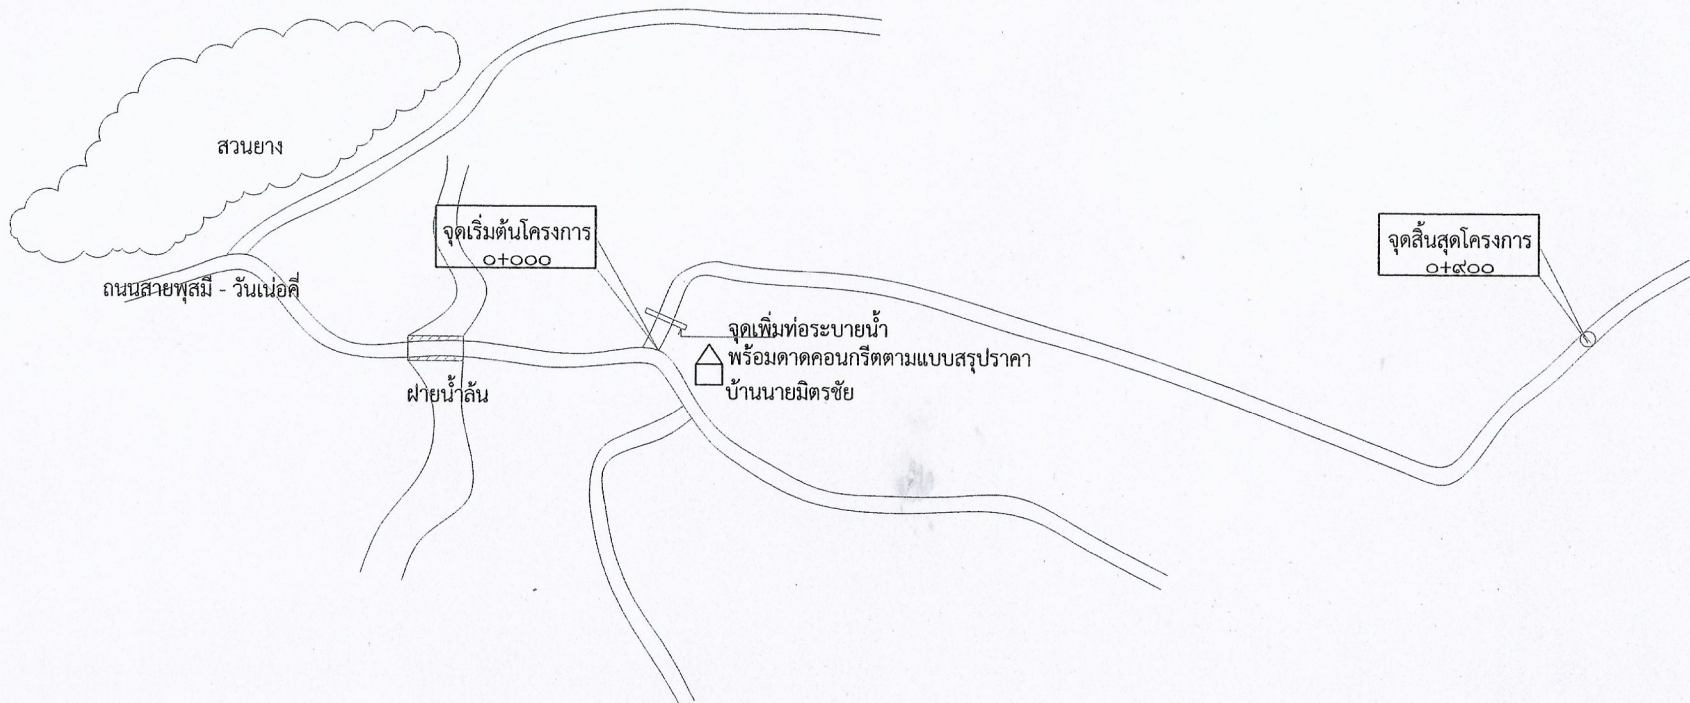 สวนยาง
จุดเริ่มต้นโครงการ
๐+๐๐๐
จุดสิ้นสุดโครงการ
๐+๙๐๐
ถนนสายพุสมี - วันเน่อคี่
จุดเพิ่มท่อระบายน้ำ
พร้อมดาดคอนกรีตตามแบบสรุปราคา
บ้านนายมิตรชัย
ฝายน้ำล้น